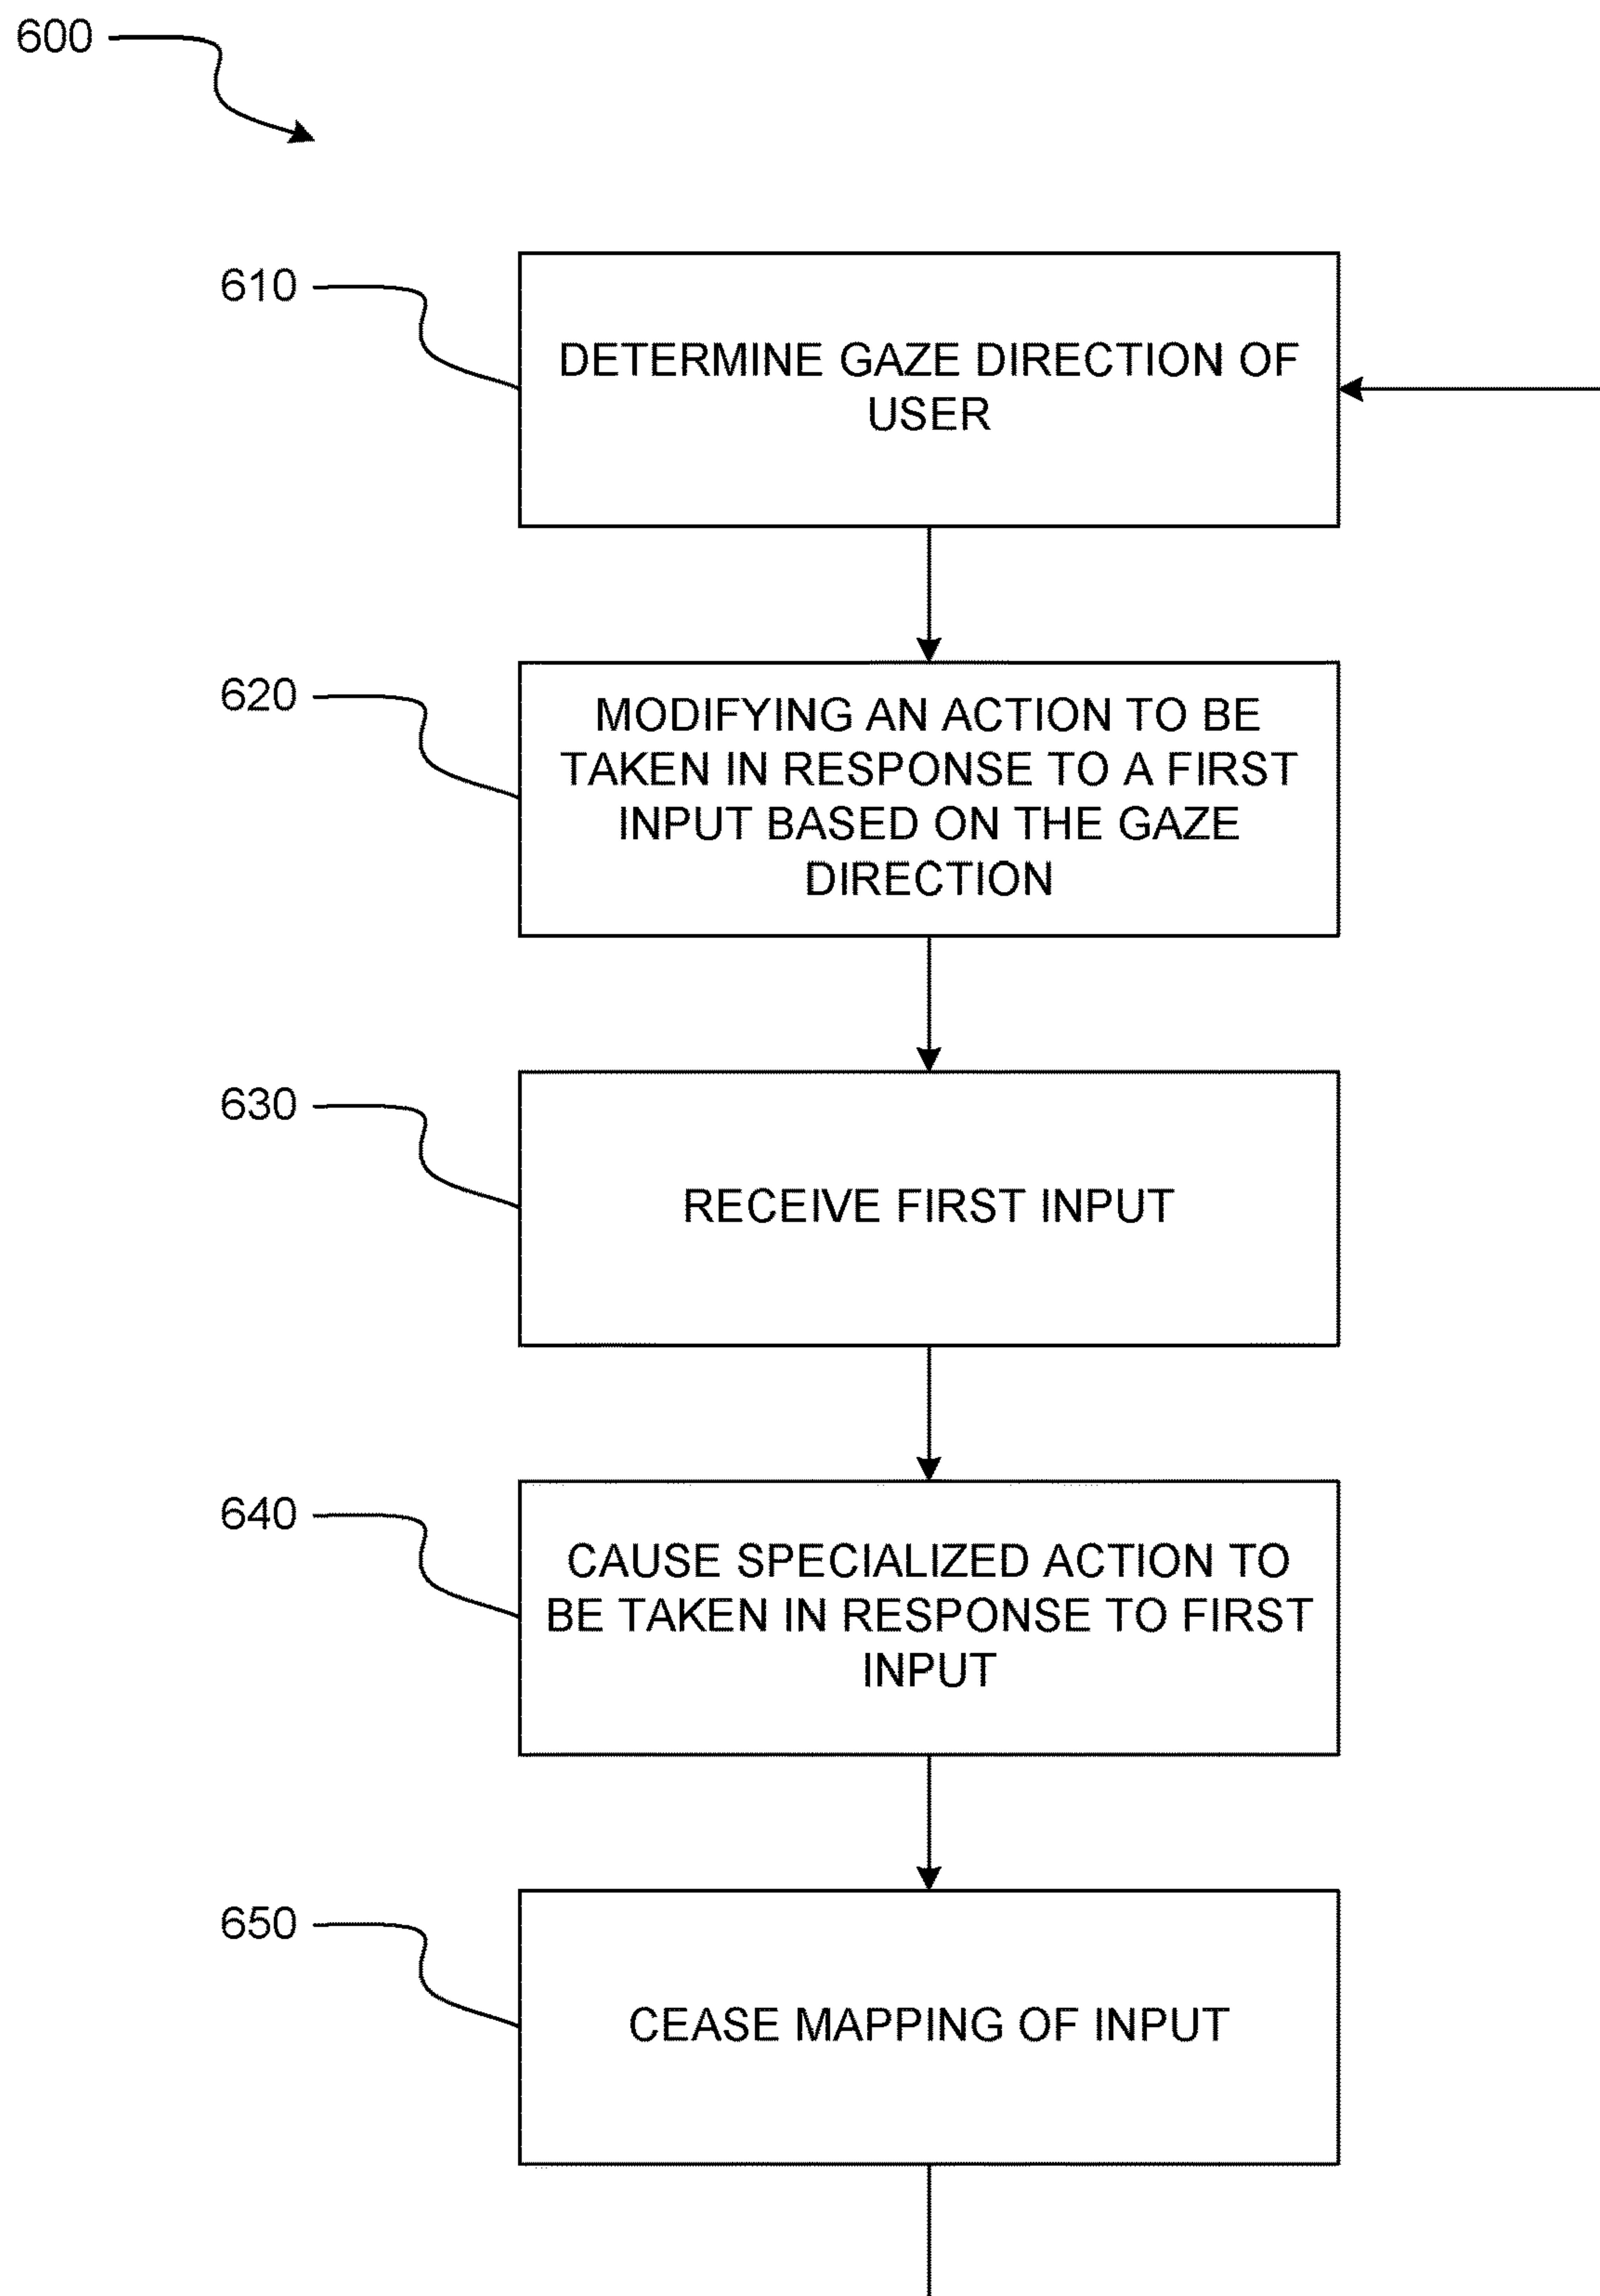 600
610
DETERMINE GAZE DIRECTION OF
USER
620
MODIFYING AN ACTION TO BE
TAKEN IN RESPONSE TO A FIRST
INPUT BASED ON THE GAZE
DIRECTION
630
RECEIVE FIRST INPUT
640
CAUSE SPECIALIZED ACTION TO
BE TAKEN IN RESPONSE TO FIRST
INPUT
650
CEASE MAPPING OF INPUT